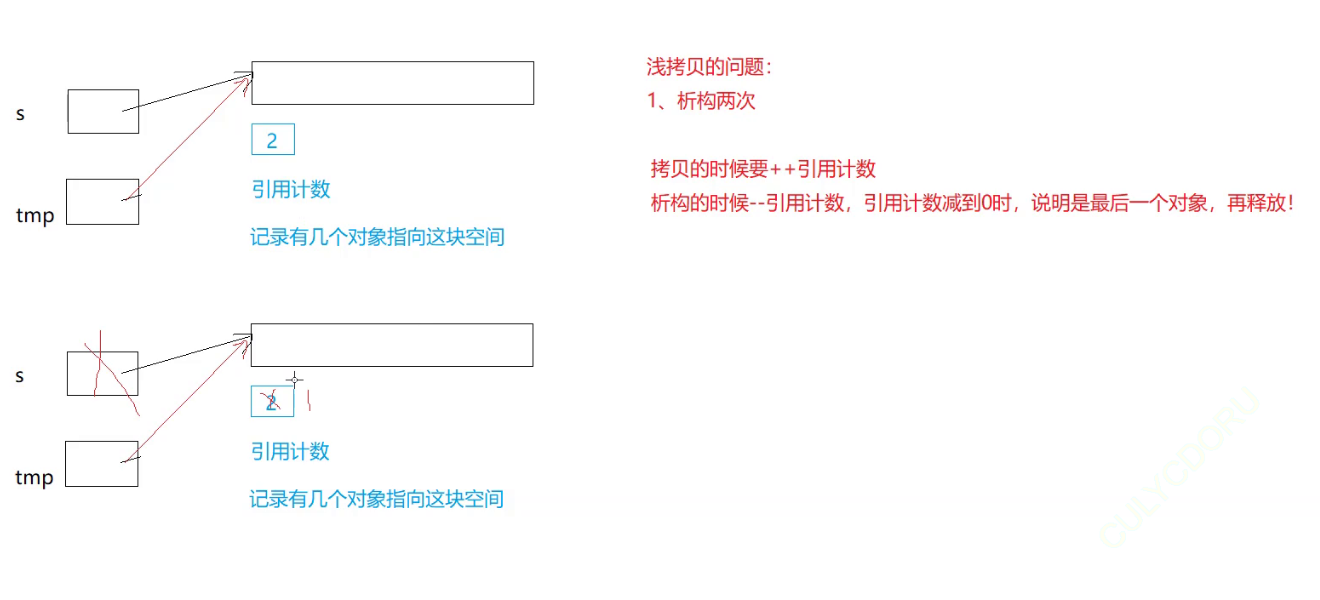 浅拷贝的问题：
1、析构两次
s
2
拷贝的时候要++引用计数
引用计数
析构的时候--引用计数，引用计数减到0时，说明是最后一个对象，再释放！
tmp
记录有几个对象指向这块空间
s
2 1
引用计数
tmp
记录有几个对象指向这块空间
CULYCDORU